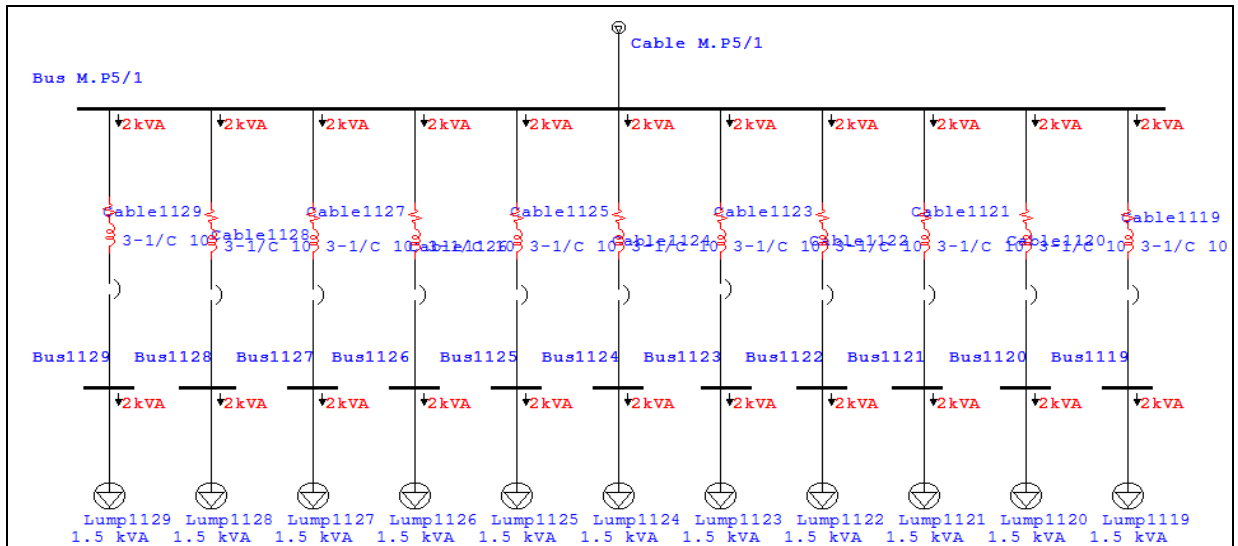 Cable M.P5/1
Bus M.P5/1
2kVA 2kVA 2kVA 2kVA 2kVA 2kVA 2kVA 2kVA 2kVA 2kVA 2kVA
Cable1129 Cable1127 Cable1125 Cable1123 Cable1121 Cable1119
Cable1128 Cable1126 Cable1124 Cable1122 Cable1120
3-1/C 10 3-1/C 10 3-1/C 10 3-1/C 10 3-1/C 10 3-1/C 10 3-1/C 10 3-1/C 10 3-1/C 10 3-1/C 10 3-1/C 10
Bus1129 Bus1128 Bus1127 Bus1126 Bus1125 Bus1124 Bus1123 Bus1122 Bus1121 Bus1120 Bus1119
2kVA 2kVA 2kVA 2kVA 2kVA 2kVA 2kVA 2kVA 2kVA 2kVA 2kVA
Lump1129 Lump1128 Lump1127 Lump1126 Lump1125 Lump1124 Lump1123 Lump1122 Lump1121 Lump1120 Lump1119
1.5 kVA 1.5 kVA 1.5 kVA 1.5 kVA 1.5 kVA 1.5 kVA 1.5 kVA 1.5 kVA 1.5 kVA 1.5 kVA 1.5 kVA